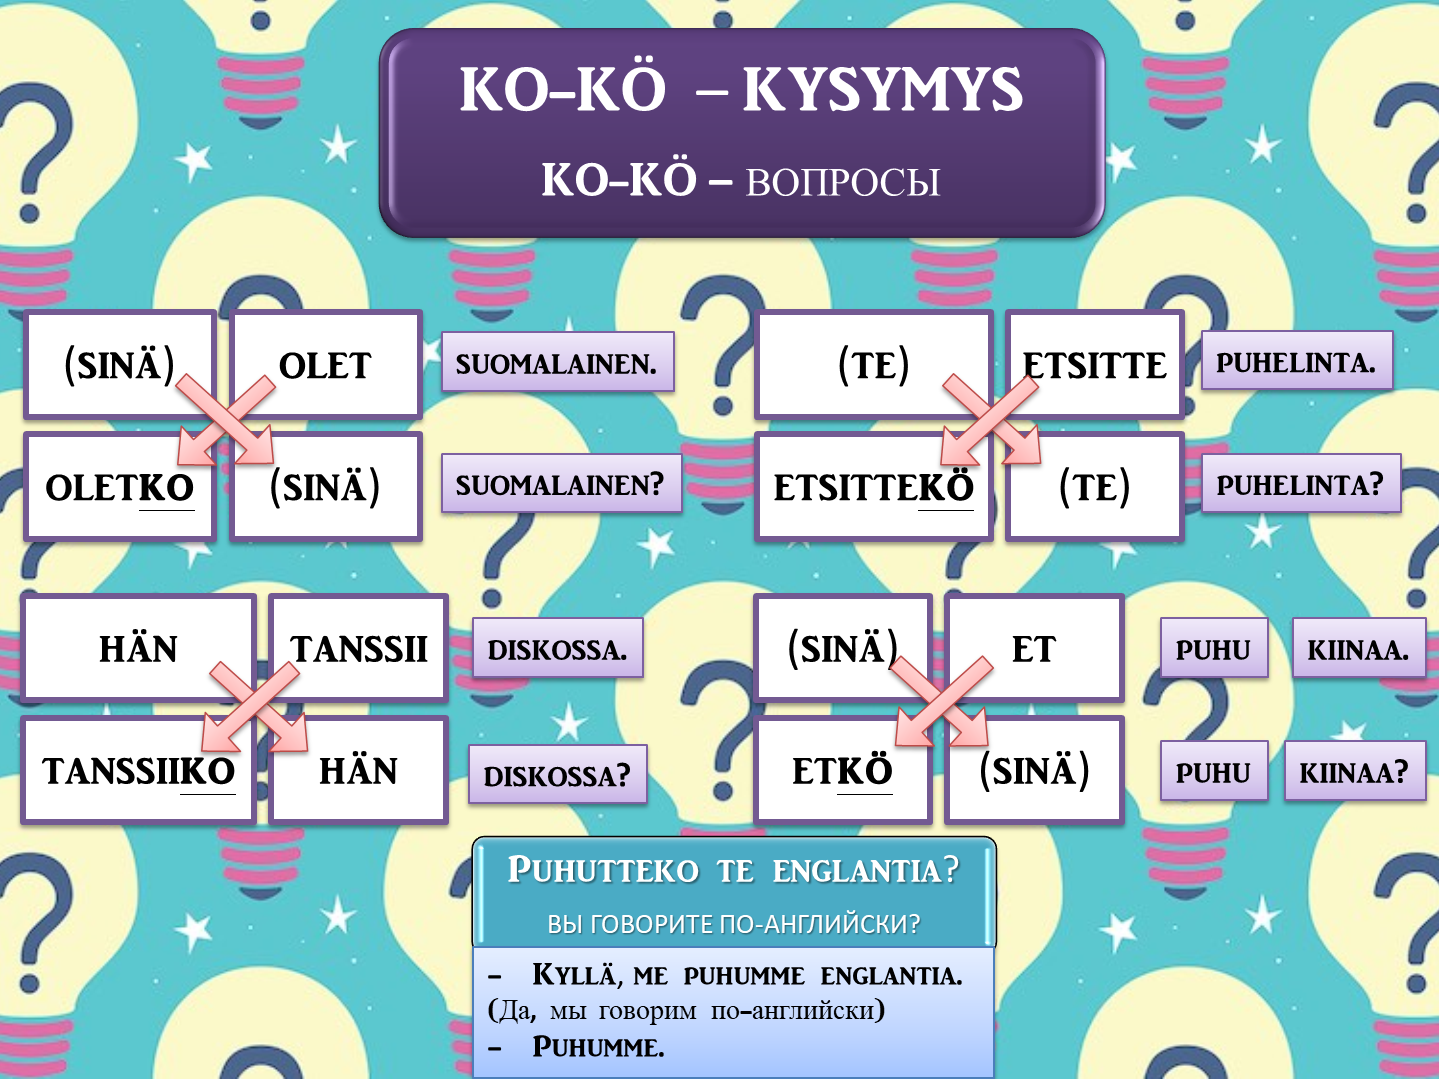 KO-KÖ – KYSYMYS
KO-KÖ – ВОПРОСЫ
(SINÄ) OLET SUOMALAINEN.
OLETKO (SINÄ) SUOMALAINEN?
(TE) ETSITTE PUHELINTA.
ETSITTEKÖ (TE) PUHELINTA?
HÄN TANSSII DISKOSSA.
TANSSIIKO HÄN DISKOSSA?
(SINÄ) ET PUHU KIINAA.
ETKÖ (SINÄ) PUHU KIINAA?
PUHUTTEKO TE ENGLANTIA?
ВЫ ГОВОРИТЕ ПО-АНГЛИЙСКИ?
- KYLLÄ, ME PUHUMME ENGLANTIA.
(Да, мы говорим по-английски)
- PUHUMME.